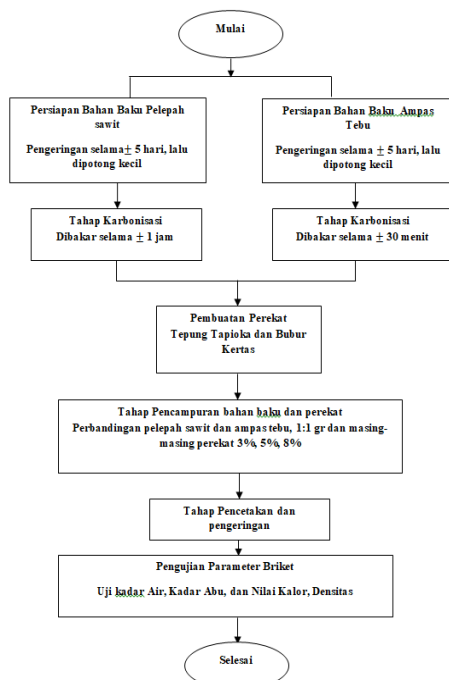 Mulai
Persiapan Bahan Baku Pelepah
sawit
Pengeringan selama± 5 hari, lalu
dipotong kecil
Persiapan Bahan Baku Ampas
Tebu
Pengeringan selama ± 5 hari, lalu
dipotong kecil
Tahap Karbonisasi
Dibakar selama ± 1 jam
Tahap Karbonisasi
Dibakar selama ± 30 menit
Pembuatan Perekat
Tepung Tapioka dan Bubur
Kertas
Tahap Pencampuran bahan baku dan perekat
Perbandingan pelepah sawit dan ampas tebu, 1:1 gr dan masing-
masing perekat 3%, 5%, 8%
Tahap Pencetakan dan
pengeringan
Pengujian Parameter Briket
Uji kadar Air, Kadar Abu, dan Nilai Kalor, Densitas
Selesai